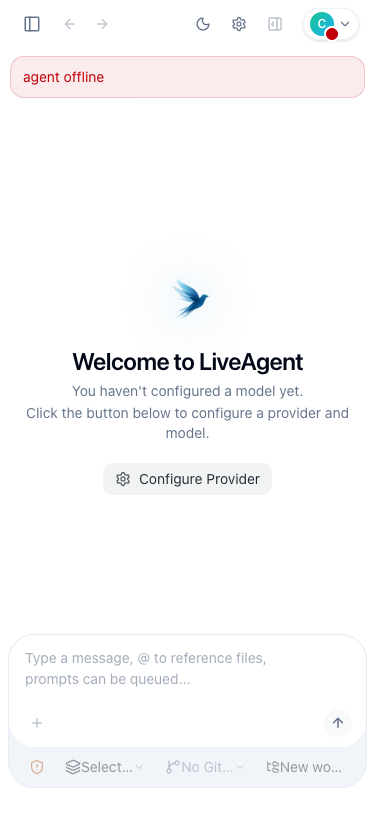 C
agent offline
Welcome to LiveAgent
You haven't configured a model yet.
Click the button below to configure a provider and
model.
Configure Provider
Type a message, @ to reference files,
prompts can be queued...
Select... No Git... New wo...